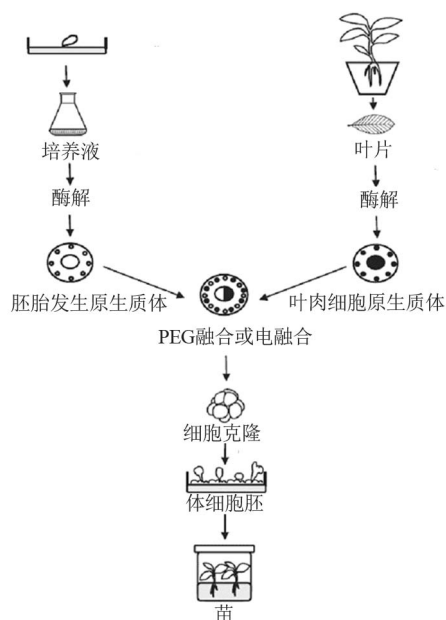 培养液
叶片
酶解
酶解
胚胎发生原生质体
叶肉细胞原生质体
PEG融合或电融合
细胞克隆
体细胞胚
苗